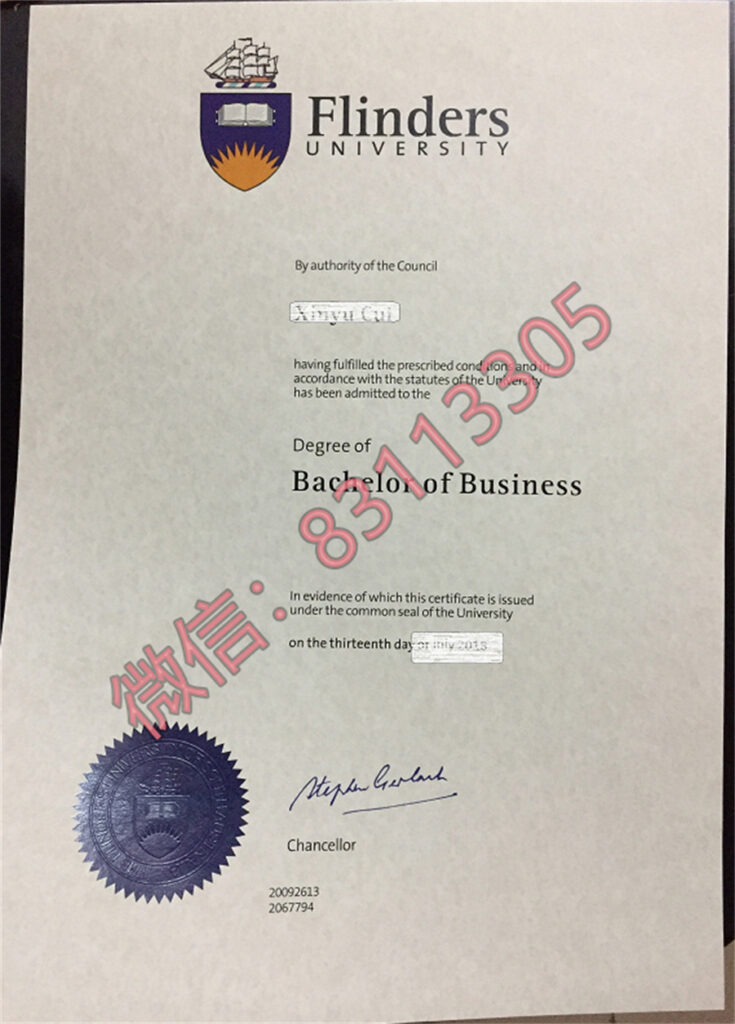 Flinders
UNIVERSITY
By authority of the Council
Xinyu Cui
having fulfilled the prescribed conditions and in
accordance with the statutes of the University
has been admitted to the
Degree of
Bachelor of Business
微信：83113305
In evidence of which this certificate is issued
under the common seal of the University
on the thirteenth day
Stephen Gerlach
Chancellor
20092613
2067794